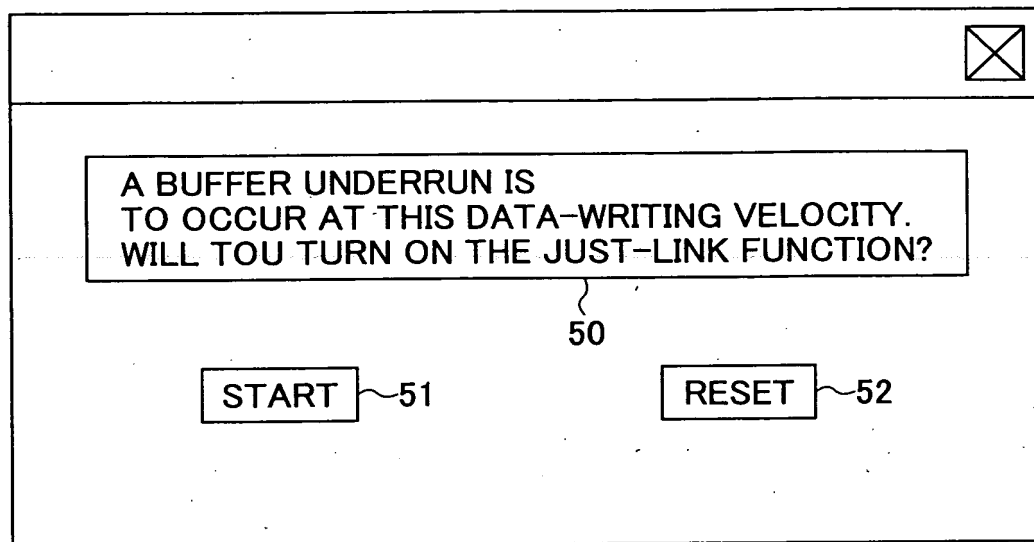 A BUFFER UNDERRUN IS
TO OCCUR AT THIS DATA-WRITING VELOCITY.
WILL TOU TURN ON THE JUST-LINK FUNCTION?
50
START 51
RESET 52